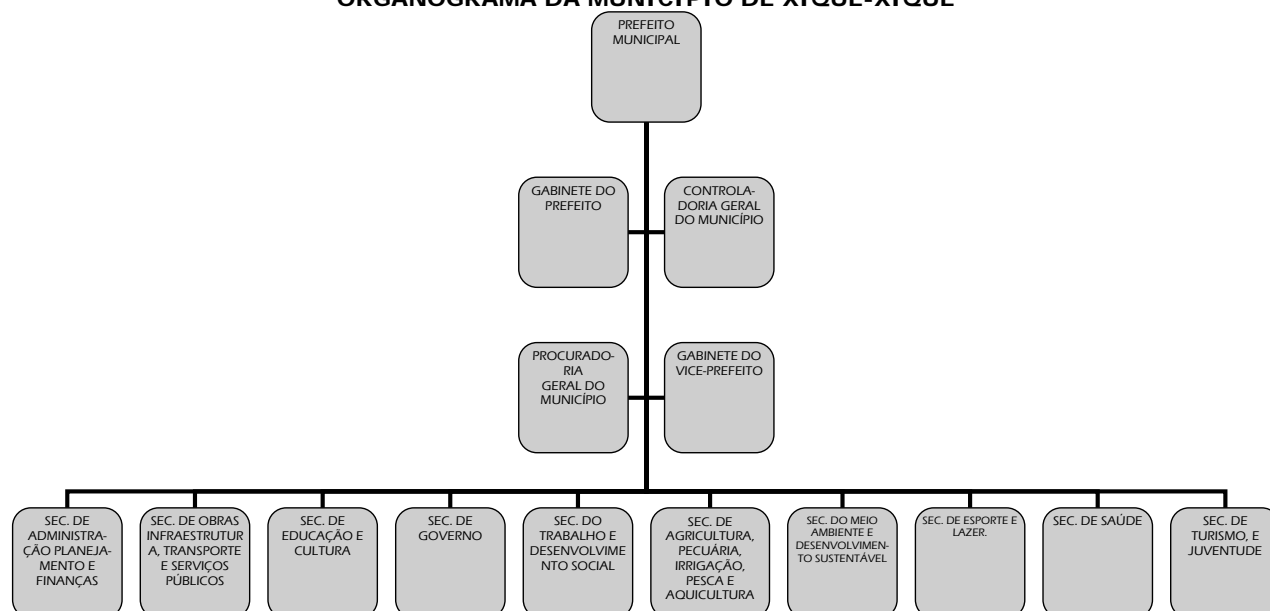 ORGANOGRAMA DA MUNICÍPIO DE XIQUE-XIQUE
PREFEITO
MUNICIPAL
GABINETE DO
PREFEITO
CONTROLA-
DORIA GERAL
DO MUNICÍPIO
PROCURADO-
RIA
GERAL DO
MUNICÍPIO
GABINETE DO
VICE-PREFEITO
SEC. DE
ADMINISTRA-
ÇÃO PLANEJA-
MENTO E
FINANÇAS
SEC. DE OBRAS
INFRAESTRUTUR
A, TRANSPORTE
E SERVIÇOS
PÚBLICOS
SEC. DE
EDUCAÇÃO E
CULTURA
SEC. DE
GOVERNO
SEC. DO
TRABALHO E
DESENVOLVIME
NTO SOCIAL
SEC. DE
AGRICULTURA,
PECUÁRIA,
IRRIGAÇÃO,
PESCA E
AQUICULTURA
SEC. DO MEIO
AMBIENTE E
DESENVOLVIMEN-
TO SUSTENTÁVEL
SEC. DE ESPORTE E
LAZER.
SEC. DE SAÚDE
SEC. DE
TURISMO, E
JUVENTUDE